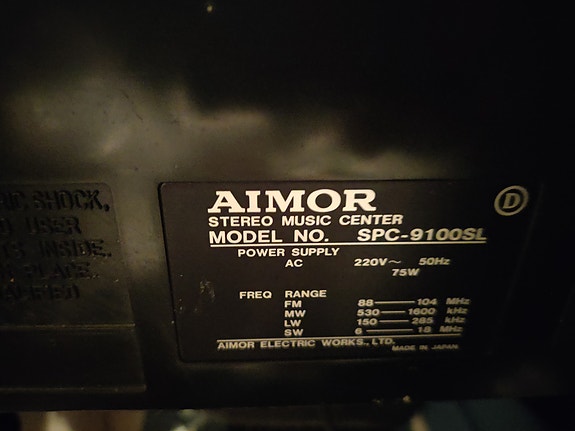 SHOCK,
USER
INSIDE.
PLACE.
AIMOR
D
STEREO MUSIC CENTER
MODEL NO. SPC-9100SL
POWER SUPPLY
AC 220V～ 50Hz
75W
FREQ RANGE
FM 88 — 104 MHz
MW 530 — 1600 kHz
LW 150 — 285 kHz
SW 6 — 18 MHz
AIMOR ELECTRIC WORKS., LTD. MADE IN JAPAN.